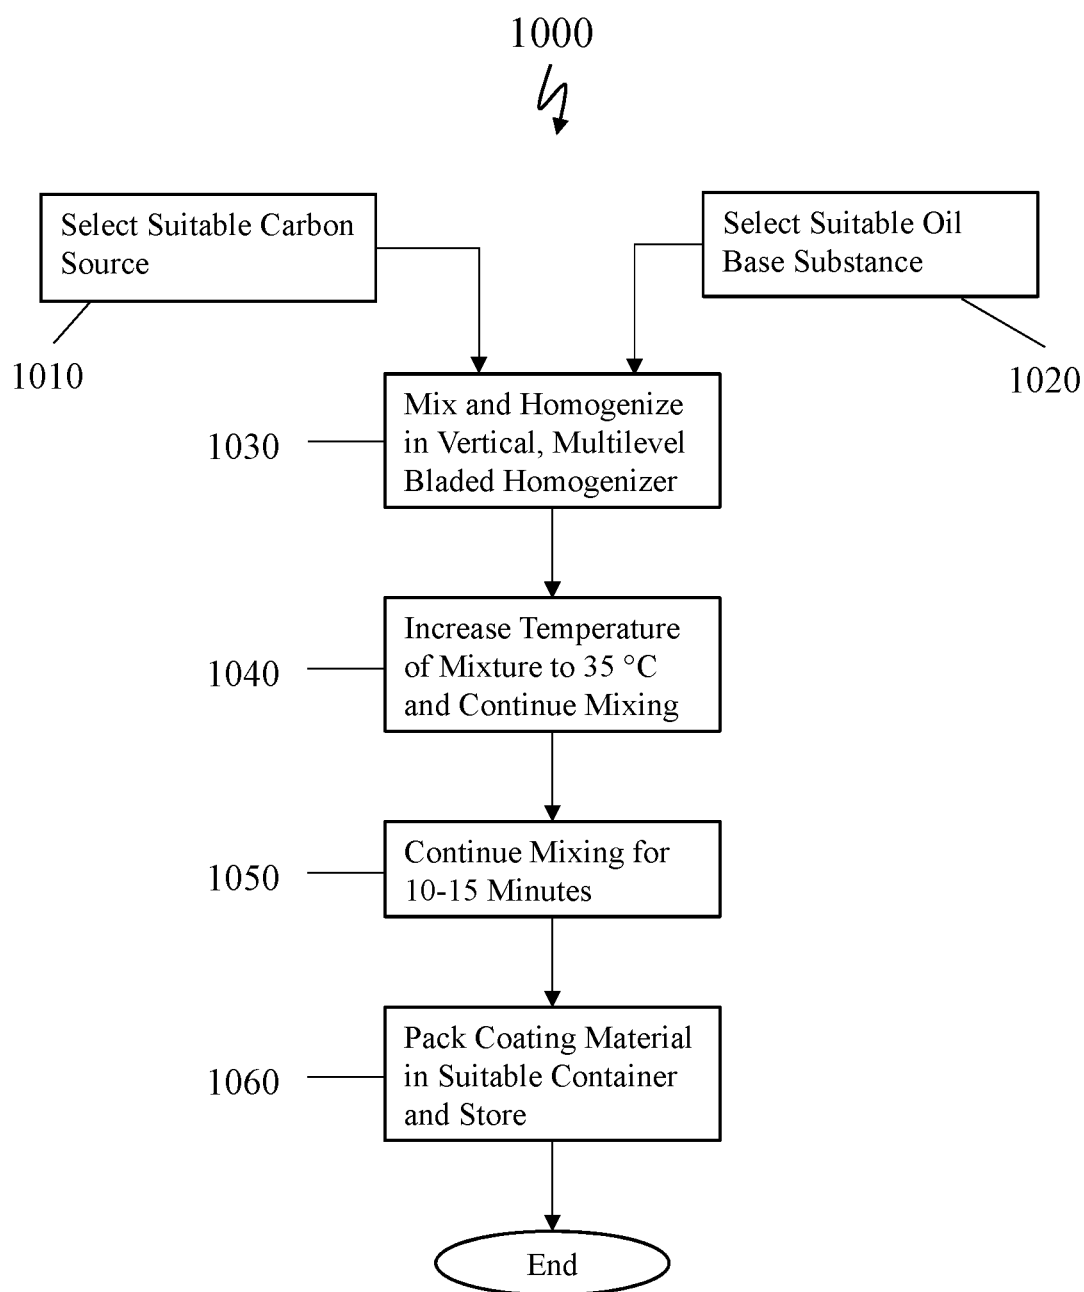 1000
Select Suitable Carbon
Source
Select Suitable Oil
Base Substance
1010
1020
Mix and Homogenize
in Vertical, Multilevel
Bladed Homogenizer
1030
Increase Temperature
of Mixture to 35 °C
and Continue Mixing
1040
Continue Mixing for
10-15 Minutes
1050
Pack Coating Material
in Suitable Container
and Store
1060
End